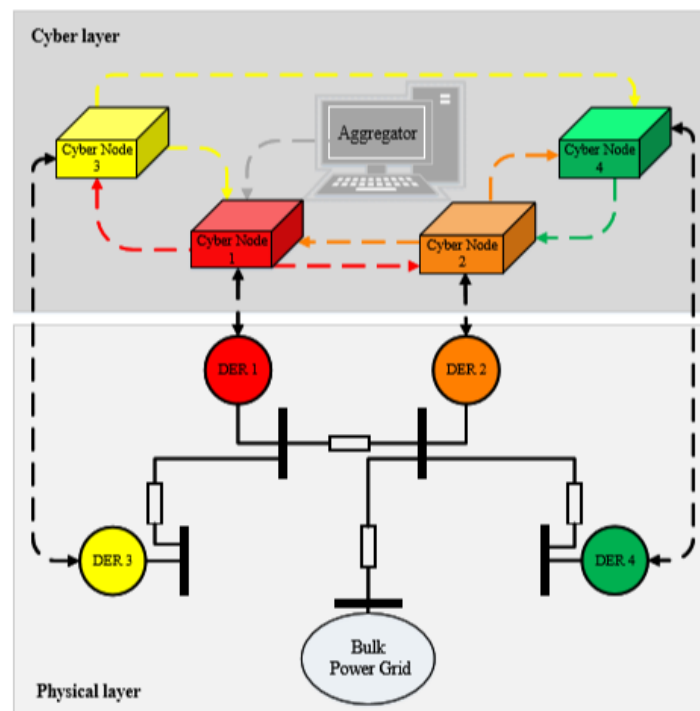 Cyber layer
Aggregator
Cyber Node
3
Cyber Node
4
Cyber Node
1
Cyber Node
2
DER 1
DER 2
DER 3
DER 4
Bulk
Power Grid
Physical layer